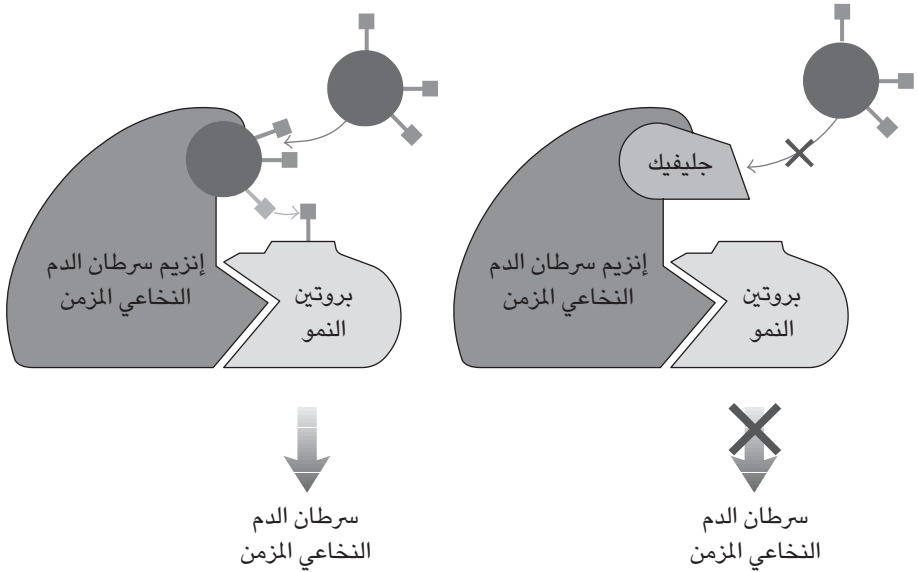 جليفيك
إنزيم سرطان الدم
النخاعي المزمن
بروتين
النمو
سرطان الدم
النخاعي المزمن
إنزيم سرطان الدم
النخاعي المزمن
بروتين
النمو
سرطان الدم
النخاعي المزمن